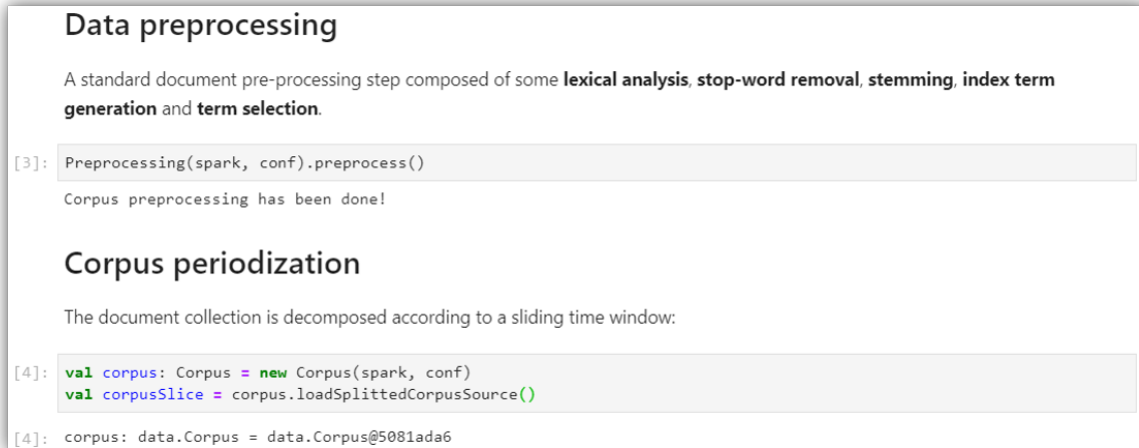 Data preprocessing
A standard document pre-processing step composed of some lexical analysis, stop-word removal, stemming, index term
generation and term selection.
[3]: Preprocessing(spark, conf).preprocess()
Corpus preprocessing has been done!
Corpus periodization
The document collection is decomposed according to a sliding time window:
[4]: val corpus: Corpus = new Corpus(spark, conf)
val corpusSlice = corpus.loadSplittedCorpusSource()
[4]: corpus: data.Corpus = data.Corpus@5081ada6